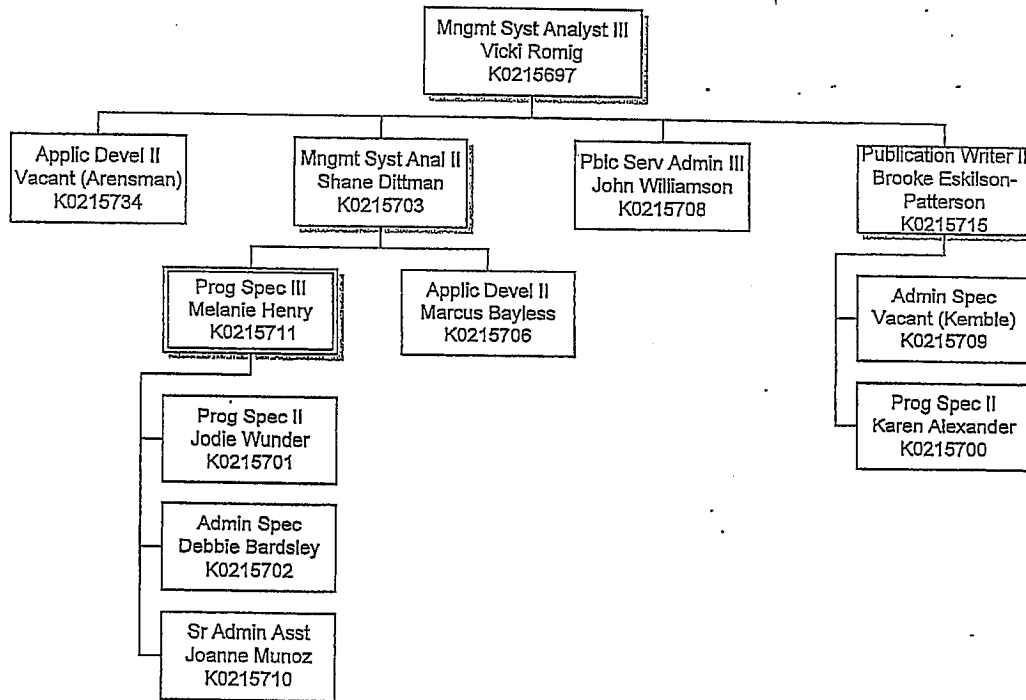 Mngmt Syst Analyst III
Vicki Romig
K0215697
Applic Devel II
Vacant (Arensman)
K0215734
Mngmt Syst Anal II
Shane Dittman
K0215703
Pblc Serv Admin III
John Williamson
K0215708
Publication Writer II
Brooke Eskilson-
Patterson
K0215715
Prog Spec III
Melanie Henry
K0215711
Applic Devel II
Marcus Bayless
K0215706
Admin Spec
Vacant (Kemble)
K0215709
Prog Spec II
Karen Alexander
K0215700
Prog Spec II
Jodie Wunder
K0215701
Admin Spec
Debbie Bardsley
K0215702
Sr Admin Asst
Joanne Munoz
K0215710